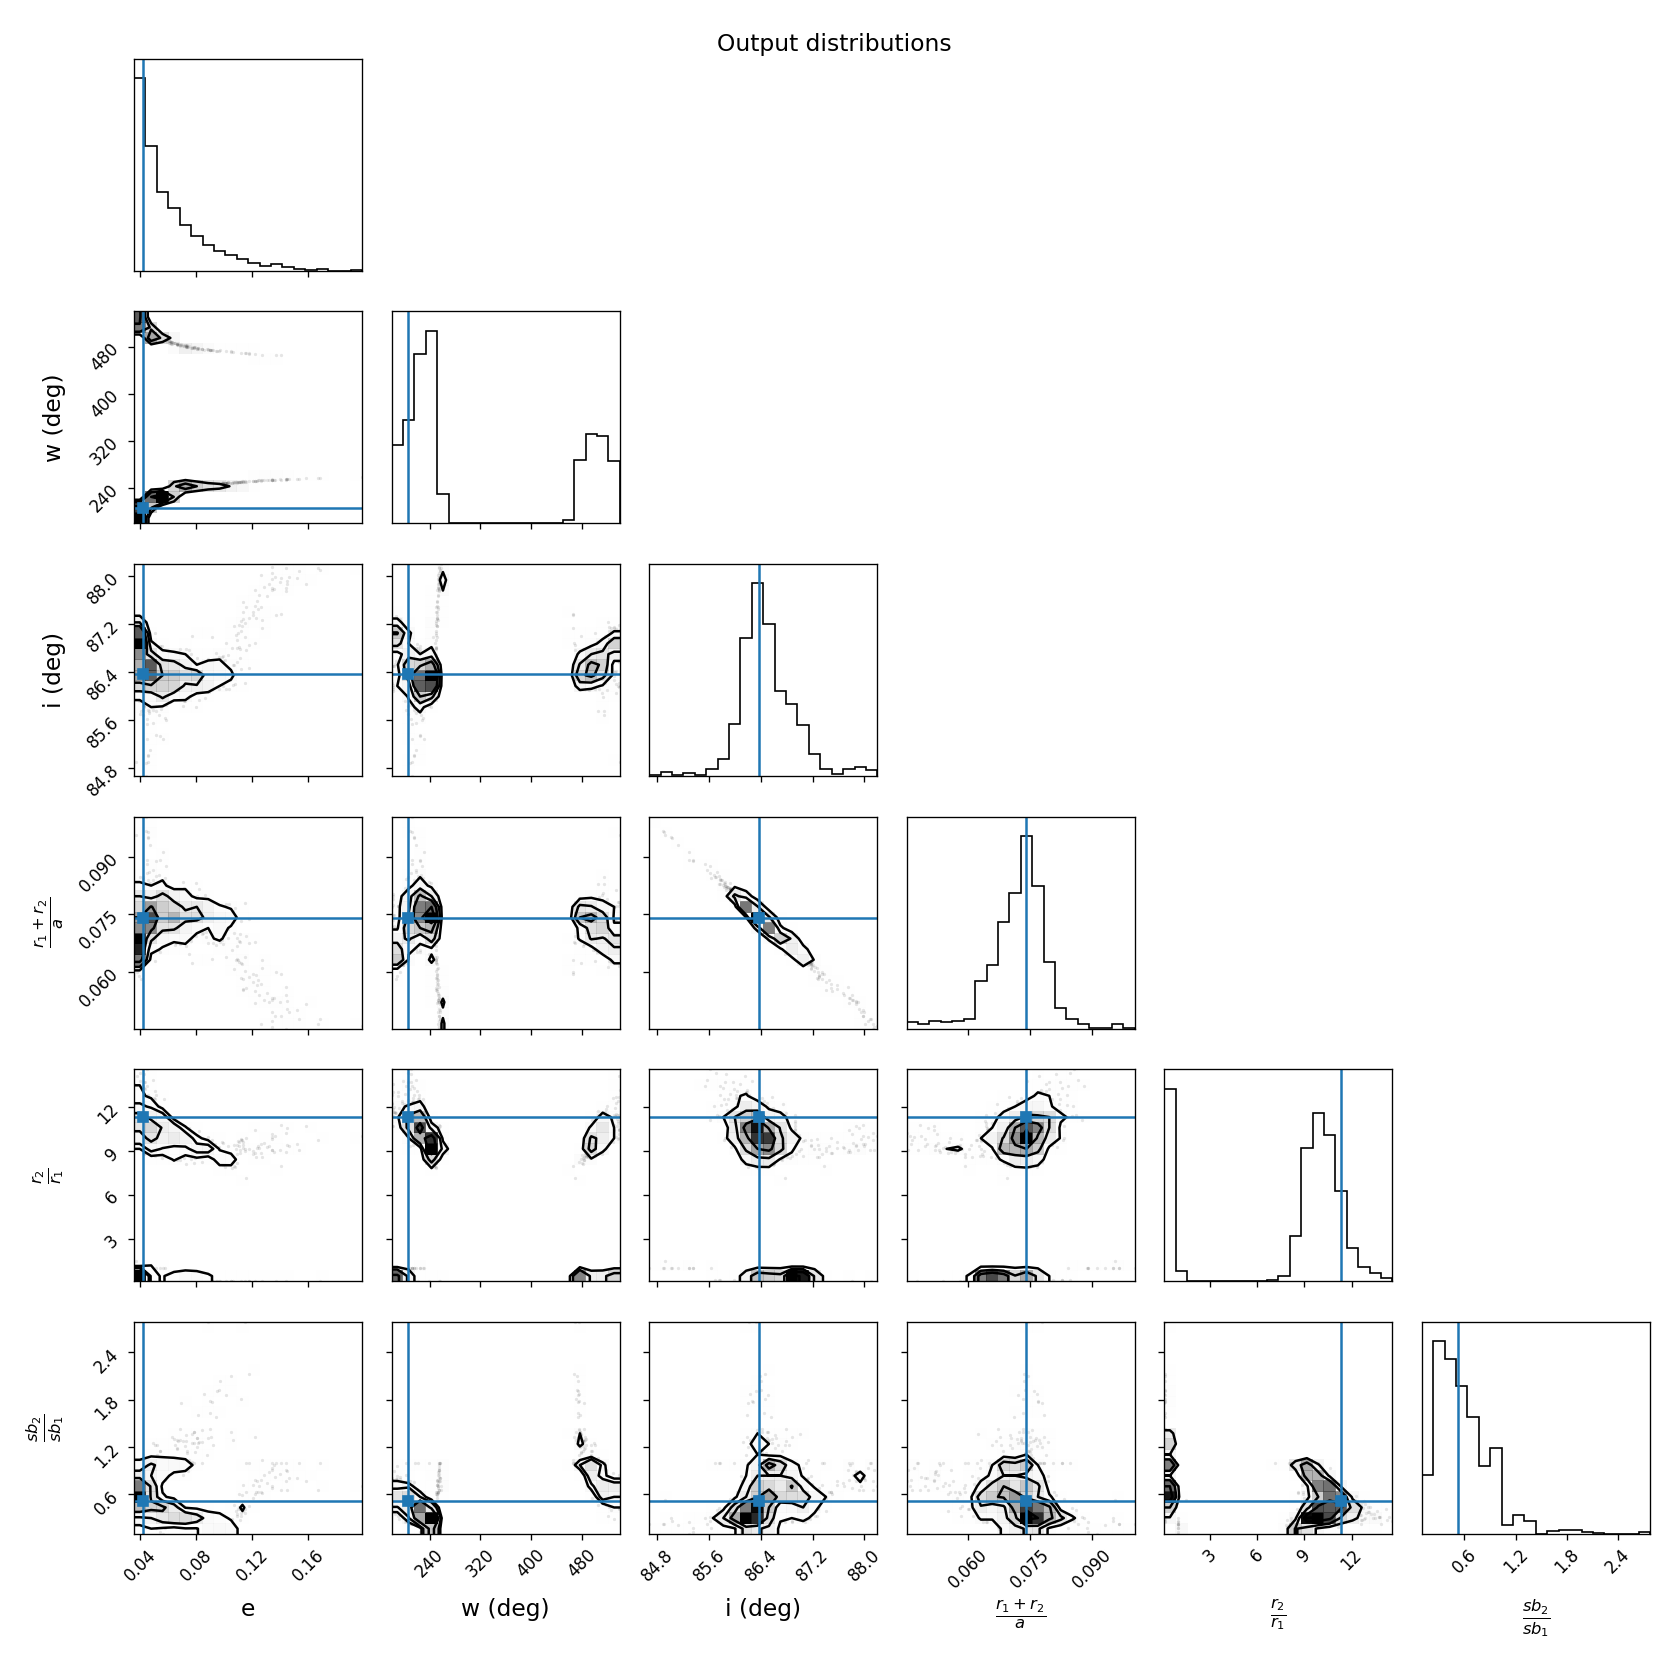 Output distributions
w (deg)
480
400
320
240
i (deg)
88.0
87.2
86.4
85.6
84.8
r₁ + r₂
a
0.090
0.075
0.060
r₂
r₁
12
9
6
3
sb₂
sb₁
2.4
1.8
1.2
0.6
0.04 0.08 0.12 0.16 240 320 400 480 84.8 85.6 86.4 87.2 88.0 0.060 0.075 0.090 3 6 9 12 0.6 1.2 1.8 2.4
e w (deg) i (deg)
r₁ + r₂ r₂ sb₂
a r₁ sb₁